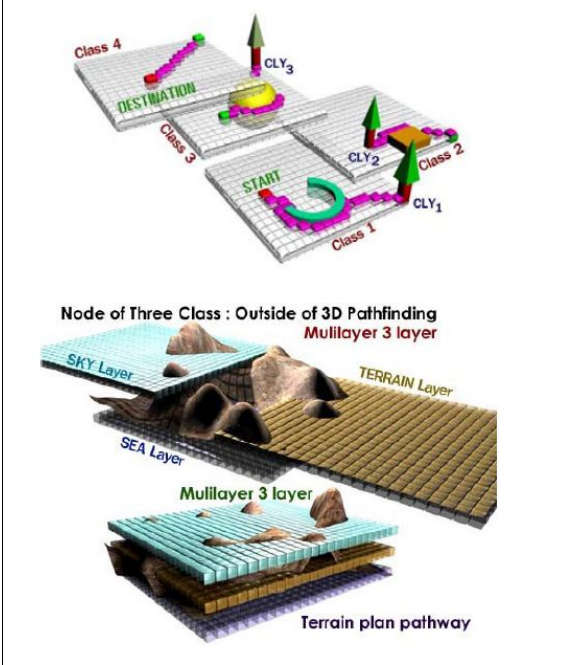 Class 4
CLY3
DESTINATION
Class 3
CLY2
Class 2
START
CLY1
Class 1
Node of Three Class : Outside of 3D Pathfinding
Mulilayer 3 layer
SKY Layer
TERRAIN Layer
SEA Layer
Mulilayer 3 layer
Terrain plan pathway